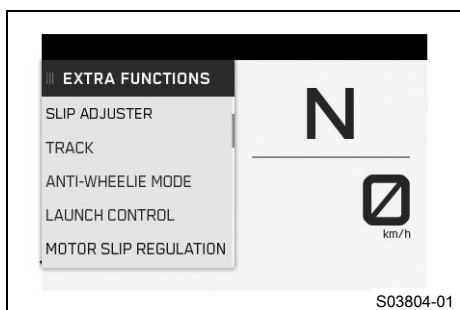 EXTRA FUNCTIONS
SLIP ADJUSTER
TRACK
ANTI-WHEELIE MODE
LAUNCH CONTROL
MOTOR SLIP REGULATION
N
0
km/h
S03804-01